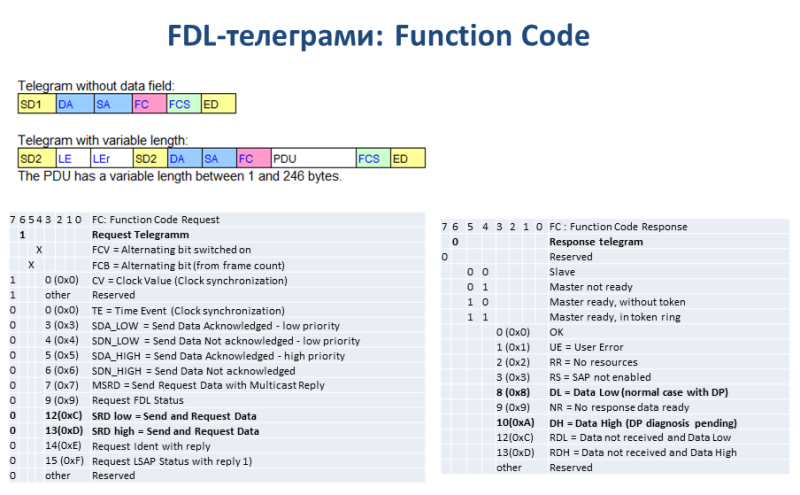 FDL-телеграми: Function Code
Telegram without data field:
SD1 DA SA FC FCS ED
Telegram with variable length:
SD2 LE LEr SD2 DA SA FC PDU FCS ED
The PDU has a variable length between 1 and 246 bytes.
7 6 5 4 3 2 1 0 FC: Function Code Request
1 Request Telegramm
X FCV = Alternating bit switched on
X FCB = Alternating bit (from frame count)
1 0 (0x0) CV = Clock Value (Clock synchronization)
1 other Reserved
0 0 (0x0) TE = Time Event (Clock synchronization)
0 3 (0x3) SDA_LOW = Send Data Acknowledged - low priority
0 4 (0x4) SDN_LOW = Send Data Not acknowledged - low priority
0 5 (0x5) SDA_HIGH = Send Data Acknowledged - high priority
0 6 (0x6) SDN_HIGH = Send Data Not acknowledged
0 7 (0x7) MSRD = Send Request Data with Multicast Reply
0 9 (0x9) Request FDL Status
0 12(0xC) SRD low = Send and Request Data
0 13(0xD) SRD high = Send and Request Data
0 14(0xE) Request Ident with reply
0 15 (0xF) Request LSAP Status with reply 1)
0 other Reserved
7 6 5 4 3 2 1 0 FC : Function Code Response
0 Response telegram
0 Reserved
0 0 Slave
0 1 Master not ready
1 0 Master ready, without token
1 1 Master ready, in token ring
0 (0x0) OK
1 (0x1) UE = User Error
2 (0x2) RR = No resources
3 (0x3) RS = SAP not enabled
8 (0x8) DL = Data Low (normal case with DP)
9 (0x9) NR = No response data ready
10(0xA) DH = Data High (DP diagnosis pending)
12(0xC) RDL = Data not received and Data Low
13(0xD) RDH = Data not received and Data High
other Reserved